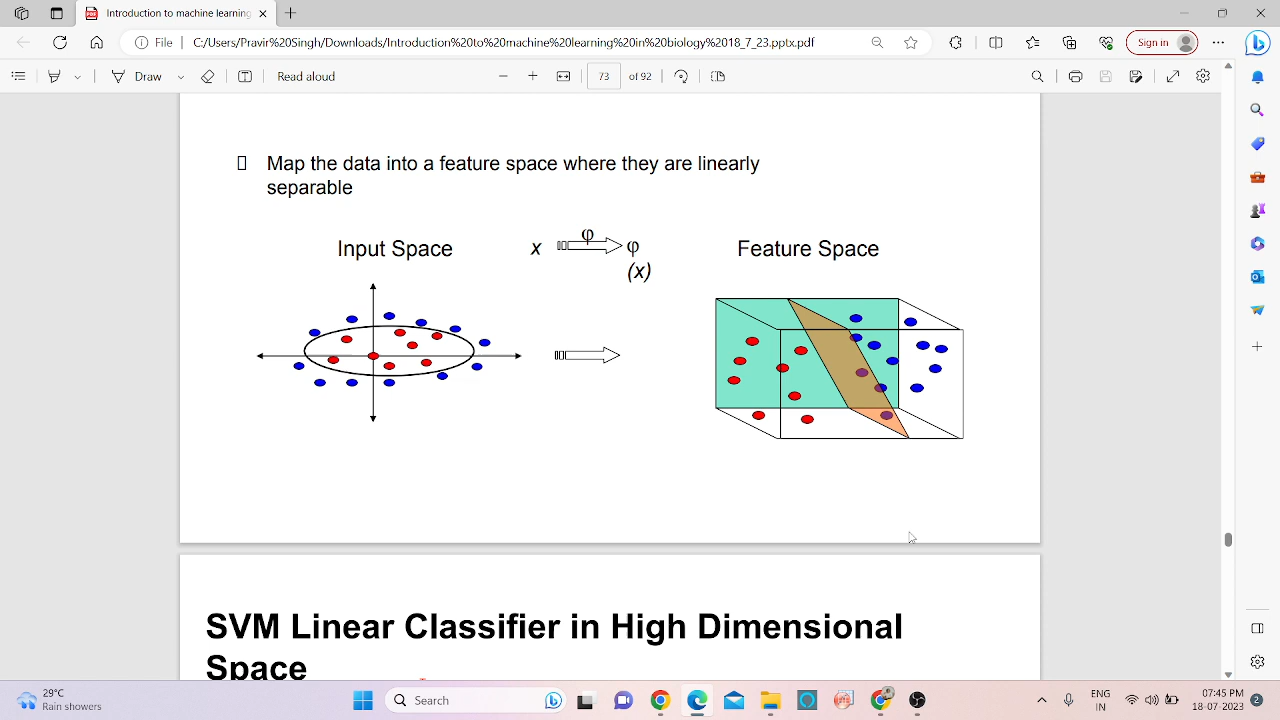 Introduction to machine learning
File
C:/Users/Pravir%20Singh/Downloads/Introduction%20to%20machine%20learning%20in%20biology%2018_7_23.pptx.pdf
Sign in
Draw
Read aloud
73
of 92
Map the data into a feature space where they are linearly
separable
φ
Input Space
x
φ
Feature Space
(x)
SVM Linear Classifier in High Dimensional
Space
29°C
Rain showers
Search
ENG
IN
07:45 PM
18-07-2023
2